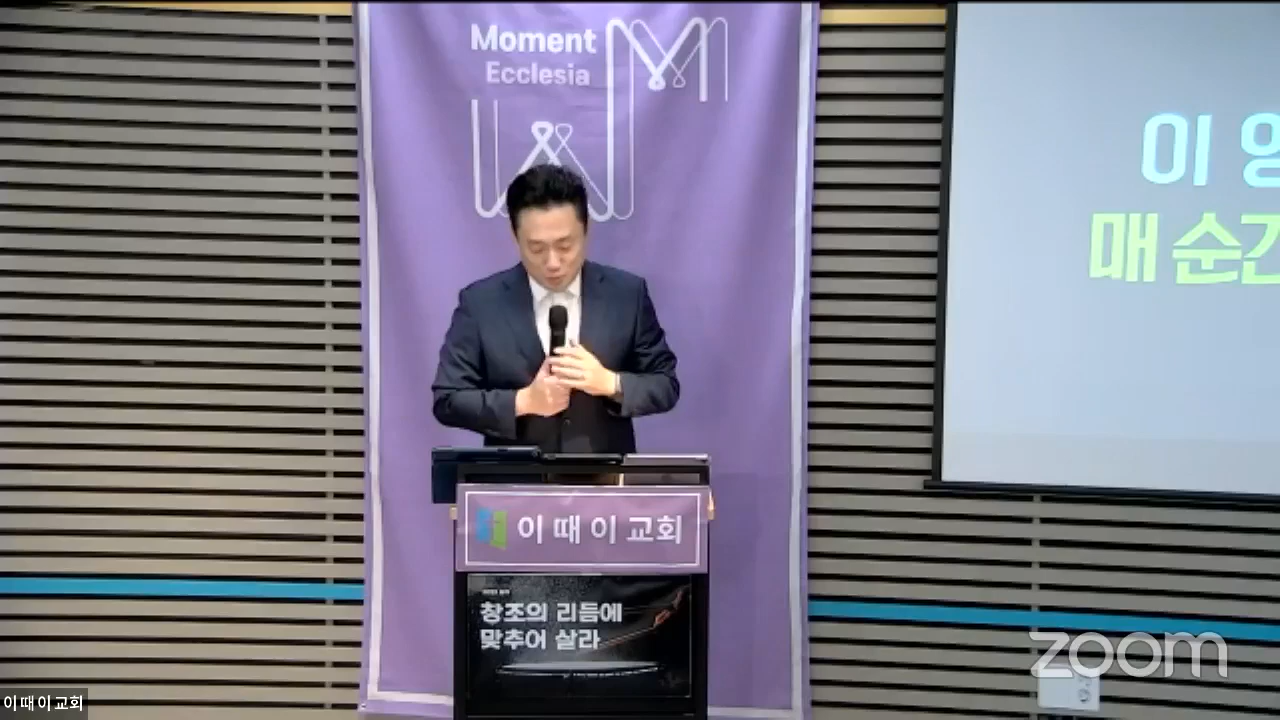 Moment
Ecclesia
이
매 순간
이 때 이 교회
창조의 리듬에
맞추어 살라
zoom
이 때 이 교회